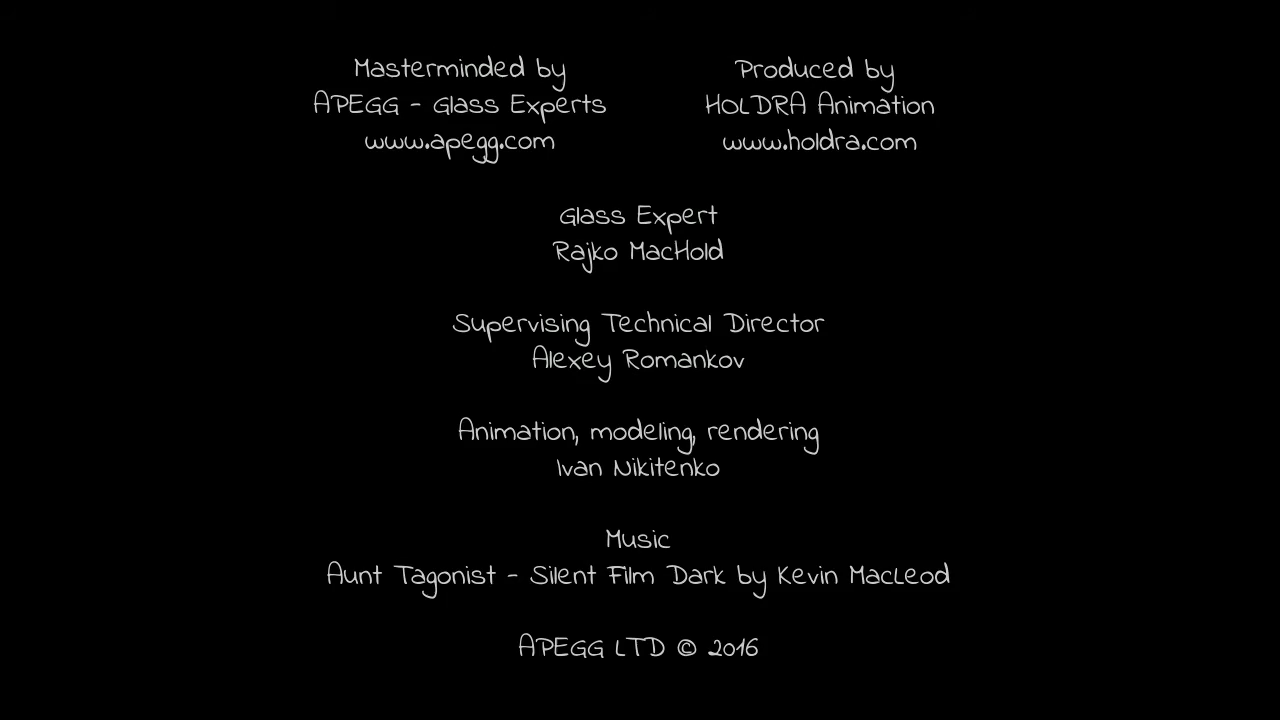 Masterminded by
APEGG - Glass Experts
www.apegg.com
Produced by
HOLDRA Animation
www.holdra.com
Glass Expert
Rajko MacHold
Supervising Technical Director
Alexey Romankov
Animation, modeling, rendering
Ivan Nikitenko
Music
Aunt Tagonist - Silent Film Dark by Kevin MacLeod
APEGG LTD © 2016